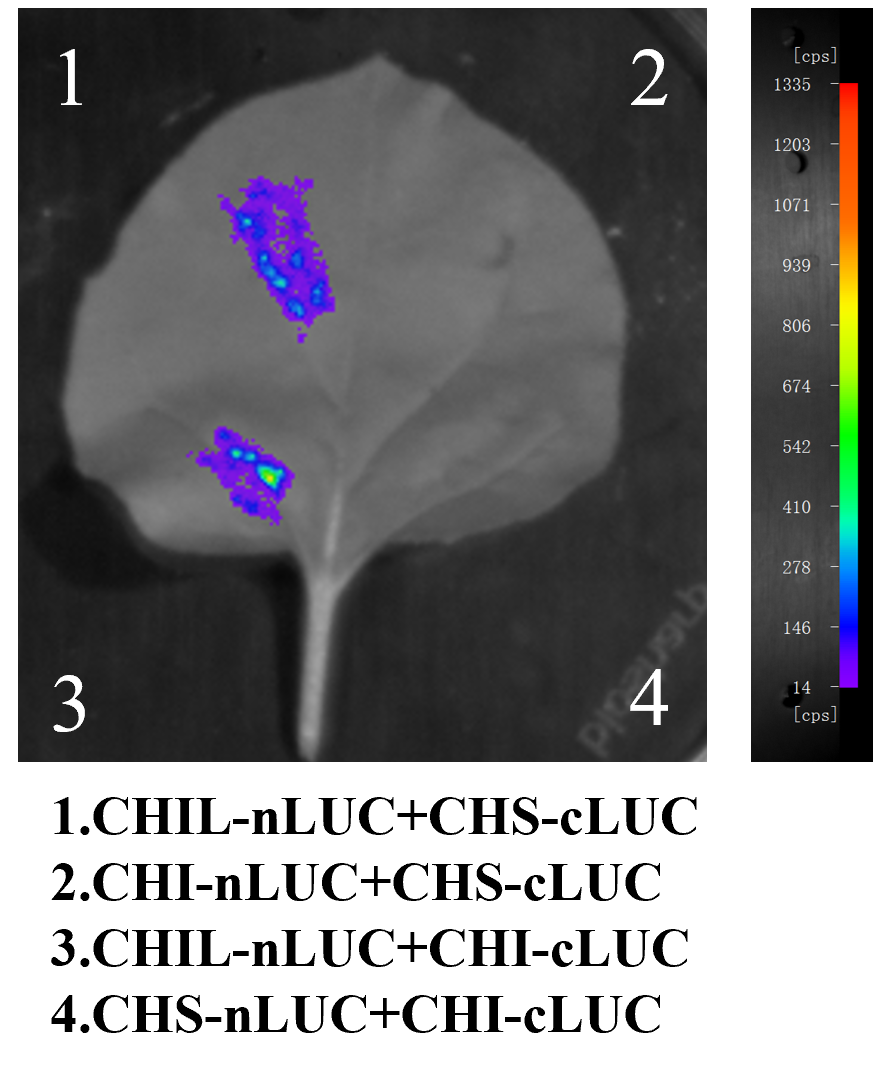 1
2
3
4
[cps]
1335
1203
1071
939
806
674
542
410
278
146
14
[cps]
1.CHIL-nLUC+CHS-cLUC
2.CHI-nLUC+CHS-cLUC
3.CHIL-nLUC+CHI-cLUC
4.CHS-nLUC+CHI-cLUC